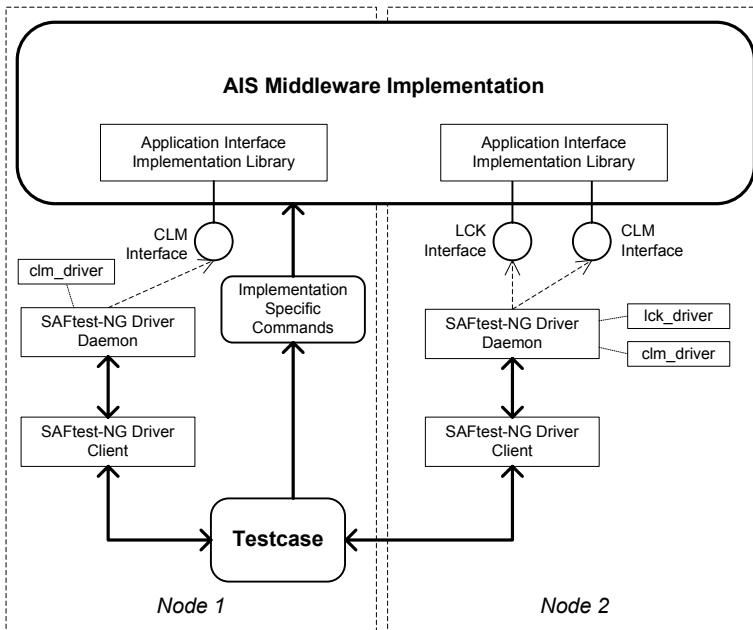 AIS Middleware Implementation
Application Interface
Implementation Library
Application Interface
Implementation Library
CLM
Interface
LCK
Interface
CLM
Interface
clm_driver
Implementation
Specific
Commands
SAFtest-NG Driver
Daemon
SAFtest-NG Driver
Daemon
lck_driver
clm_driver
SAFtest-NG Driver
Client
SAFtest-NG Driver
Client
Testcase
Node 1
Node 2